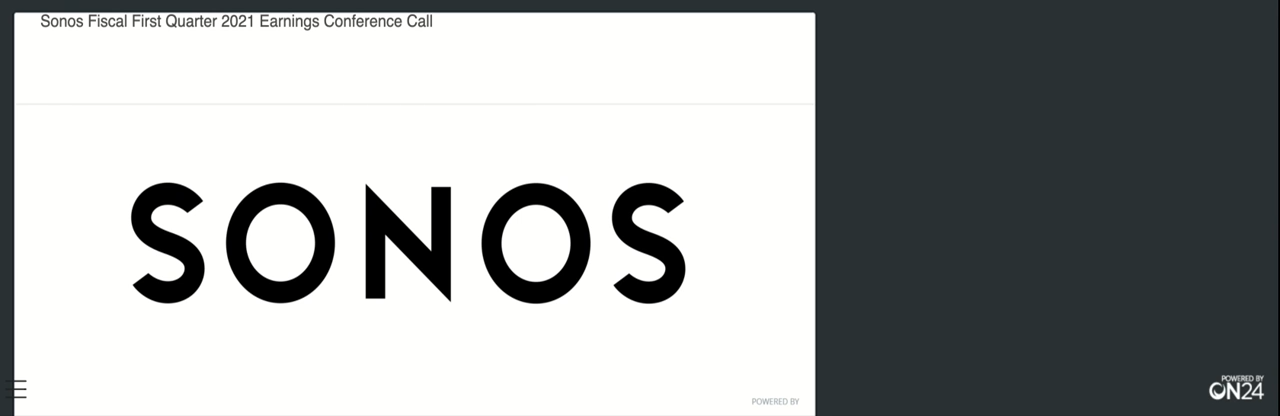 Sonos Fiscal First Quarter 2021 Earnings Conference Call
SONOS
POWERED BY
POWERED BY
ON24